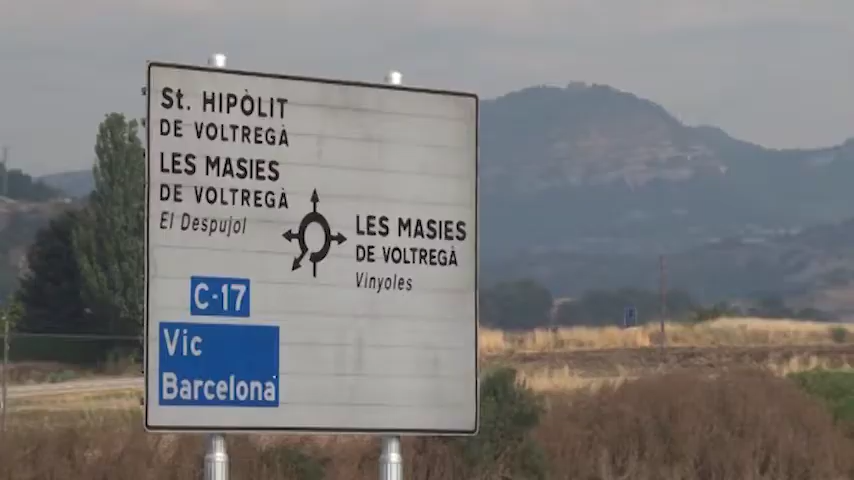 St. HIPÒLIT
DE VOLTREGÀ
LES MASIES
DE VOLTREGÀ
El Despujol
LES MASIES
DE VOLTREGÀ
Vinyoles
C-17
Vic
Barcelona